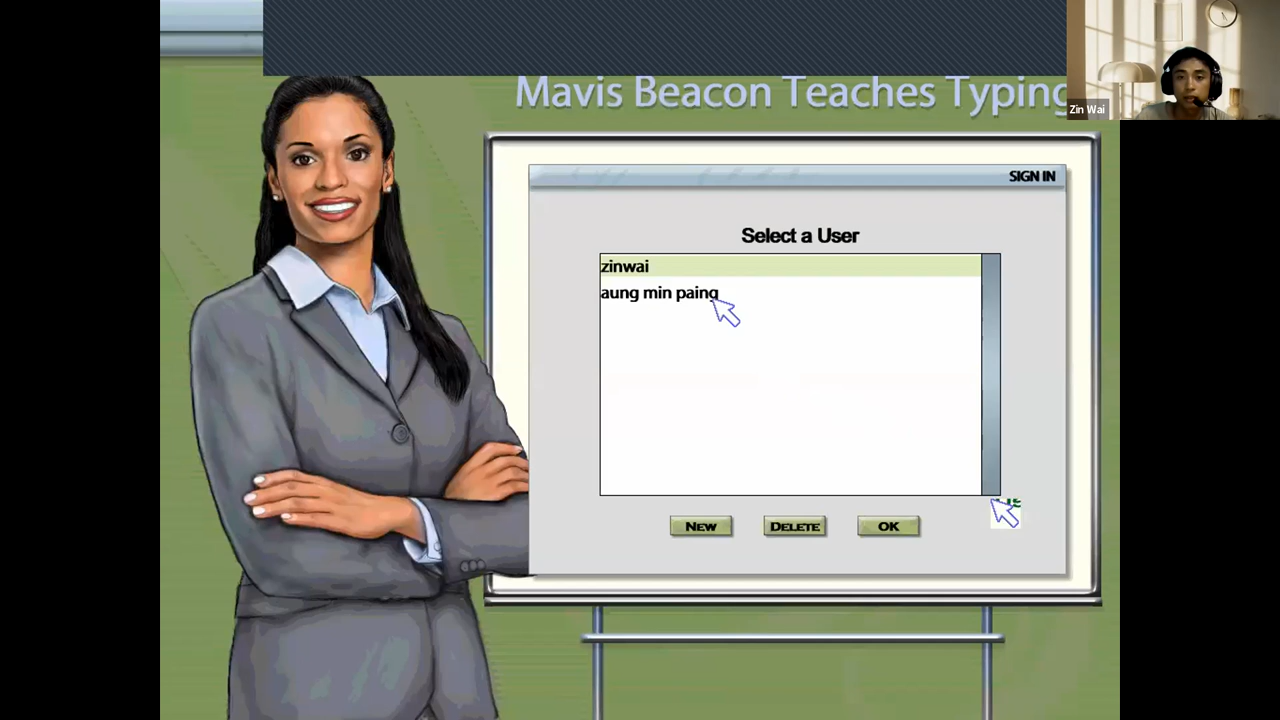 Mavis Beacon Teaches Typing
Zin Wai
SIGN IN
Select a User
zinwai
aung min paing
NEW
DELETE
OK